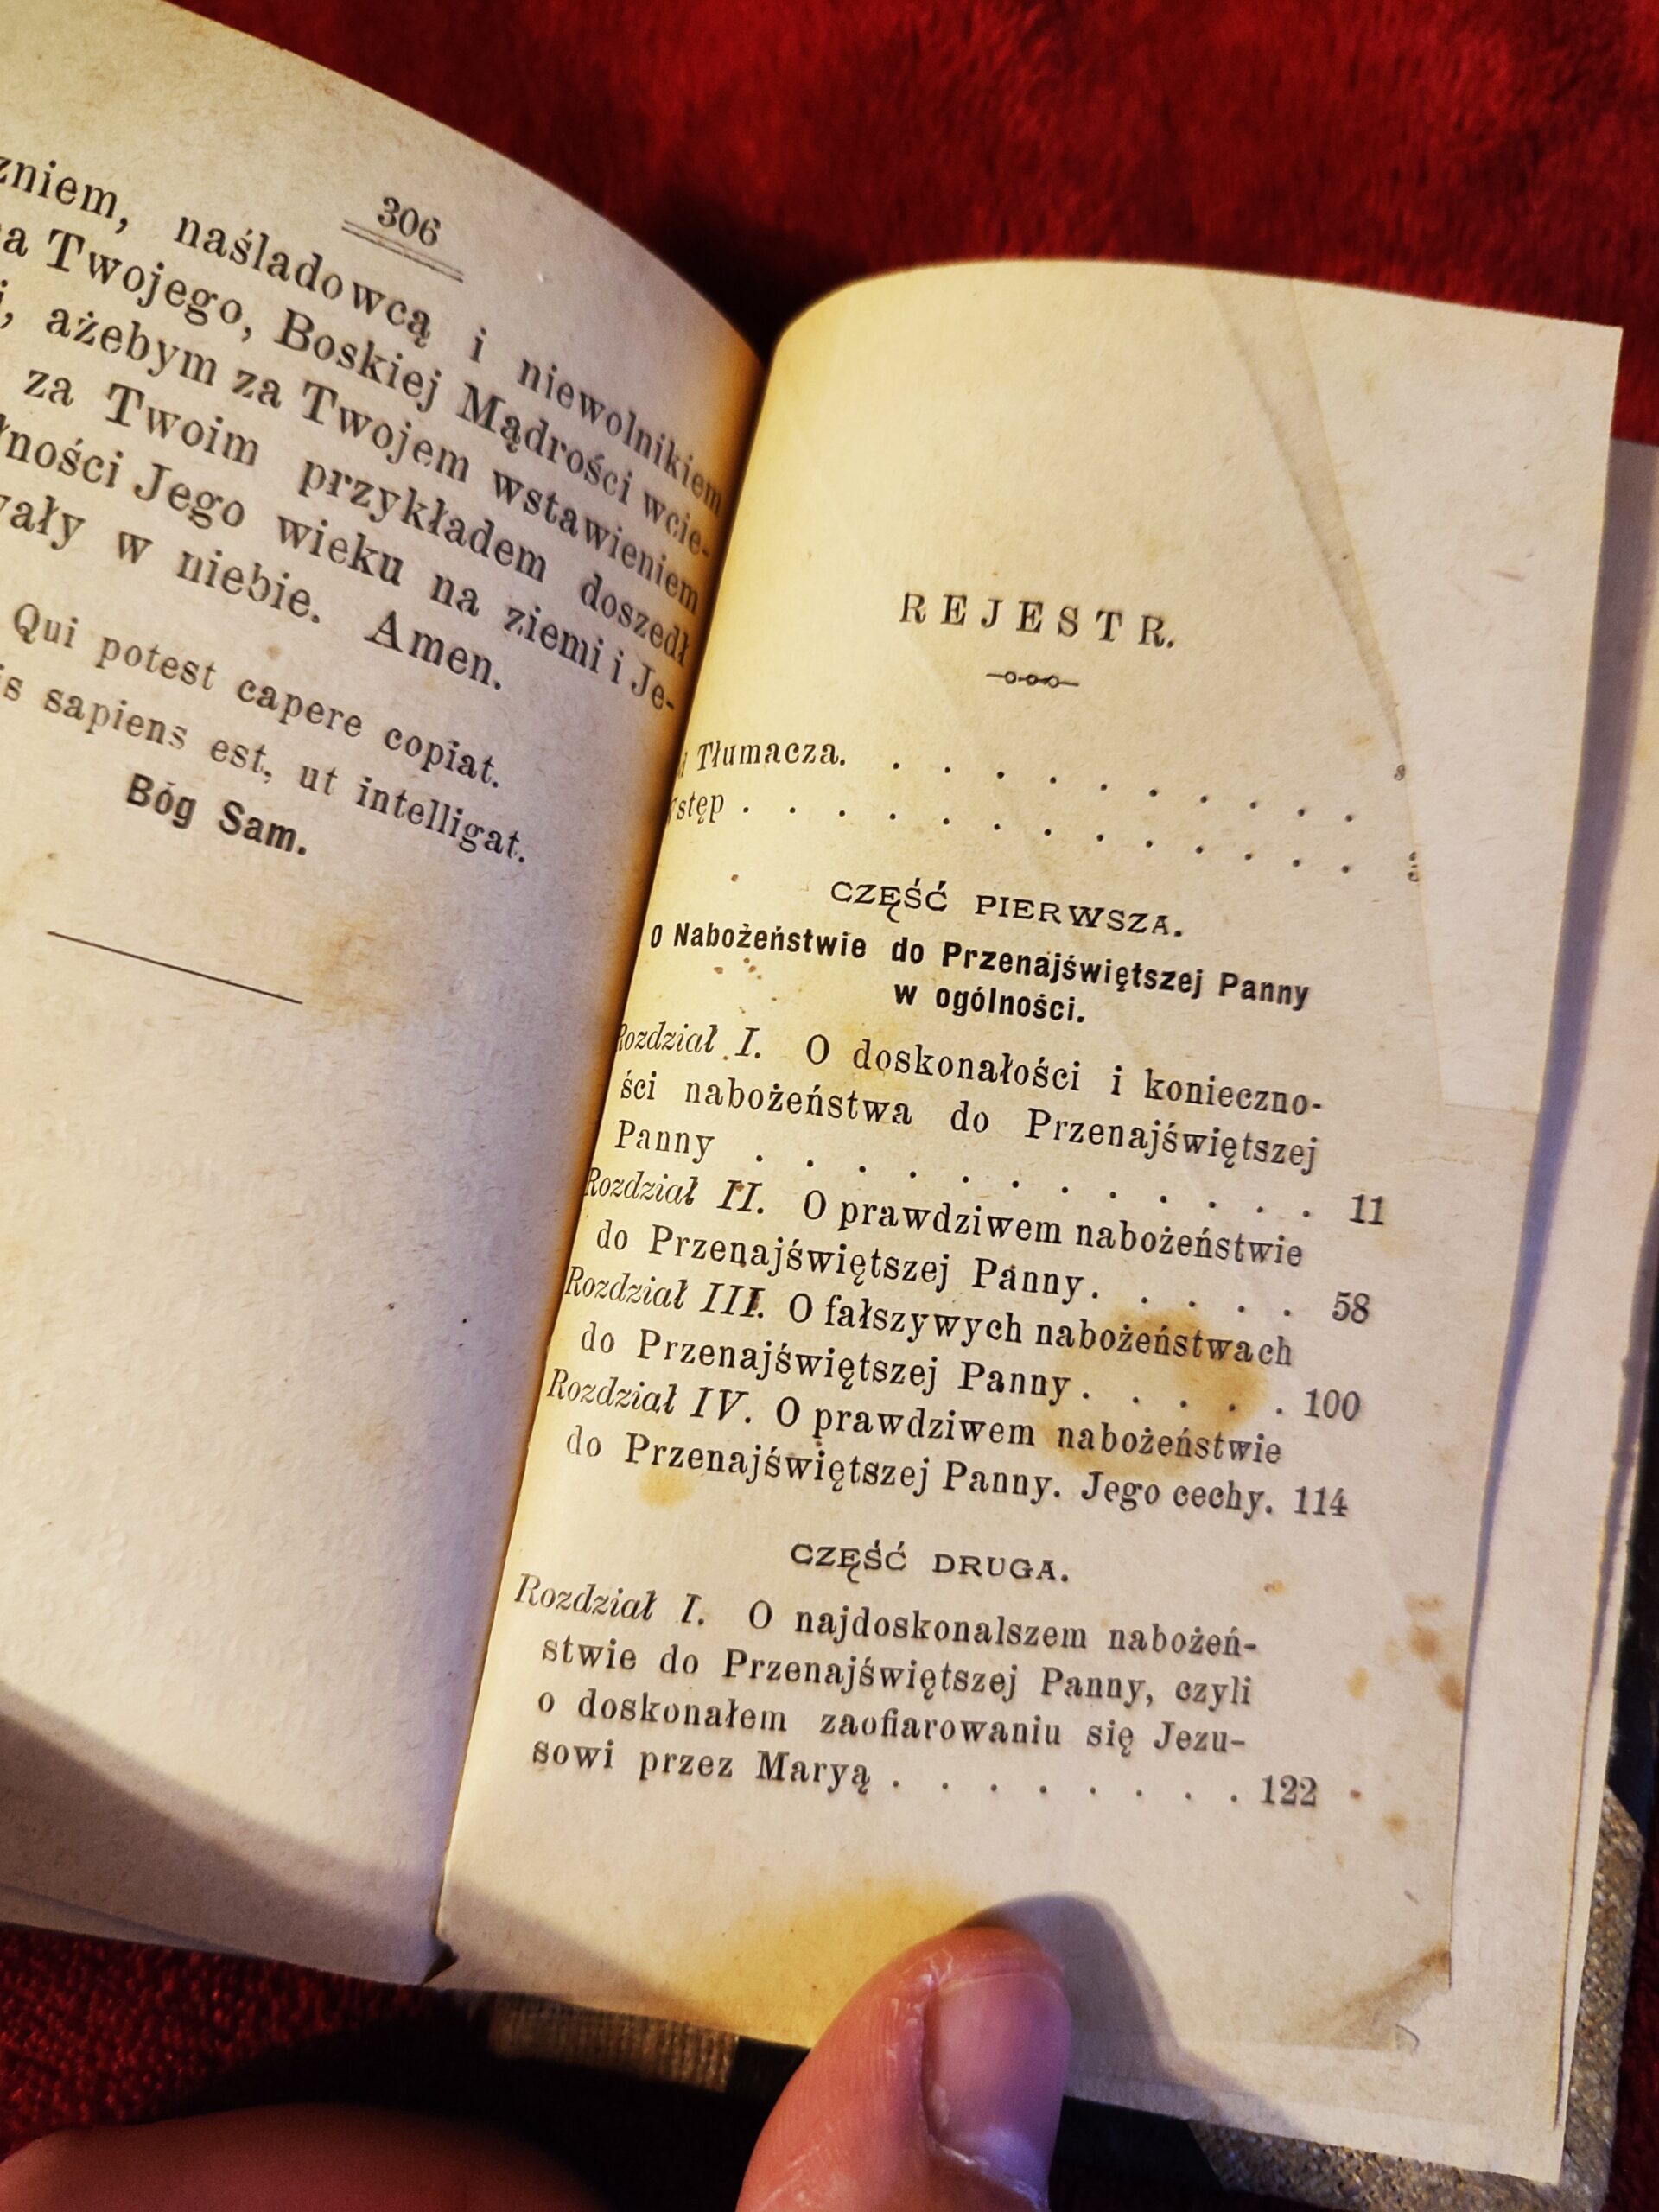 306
zniem, naśladowcą i niewolnikiem
a Twojego, Boskiej Mądrości wcie-
i, ażebym za Twojem wstawieniem
za Twoim przykładem doszedł
ności Jego wieku na ziemi i Je-
ały w niebie. Amen.
Qui potest capere copiat.
is sapiens est, ut intelligat.
Bóg Sam.
REJESTR.
Tłumacza. . . . . . . . . . .
stęp . . . . . . . . . . . . .
CZĘŚĆ PIERWSZA.
o Nabożeństwie do Przenajświętszej Panny
w ogólności.
Rozdział I. O doskonałości i konieczno-
ści nabożeństwa do Przenajświętszej
Panny . . . . . . . . . . . . 11
Rozdział II. O prawdziwem nabożeństwie
do Przenajświętszej Panny. . . . . 58
Rozdział III. O fałszywych nabożeństwach
do Przenajświętszej Panny . . . . . 100
Rozdział IV. O prawdziwem nabożeństwie
do Przenajświętszej Panny. Jego cechy. 114
CZĘŚĆ DRUGA.
Rozdział I. O najdoskonalszem nabożeń-
stwie do Przenajświętszej Panny, czyli
o doskonałem zaofiarowaniu się Jezu-
sowi przez Maryą . . . . . . . . 122